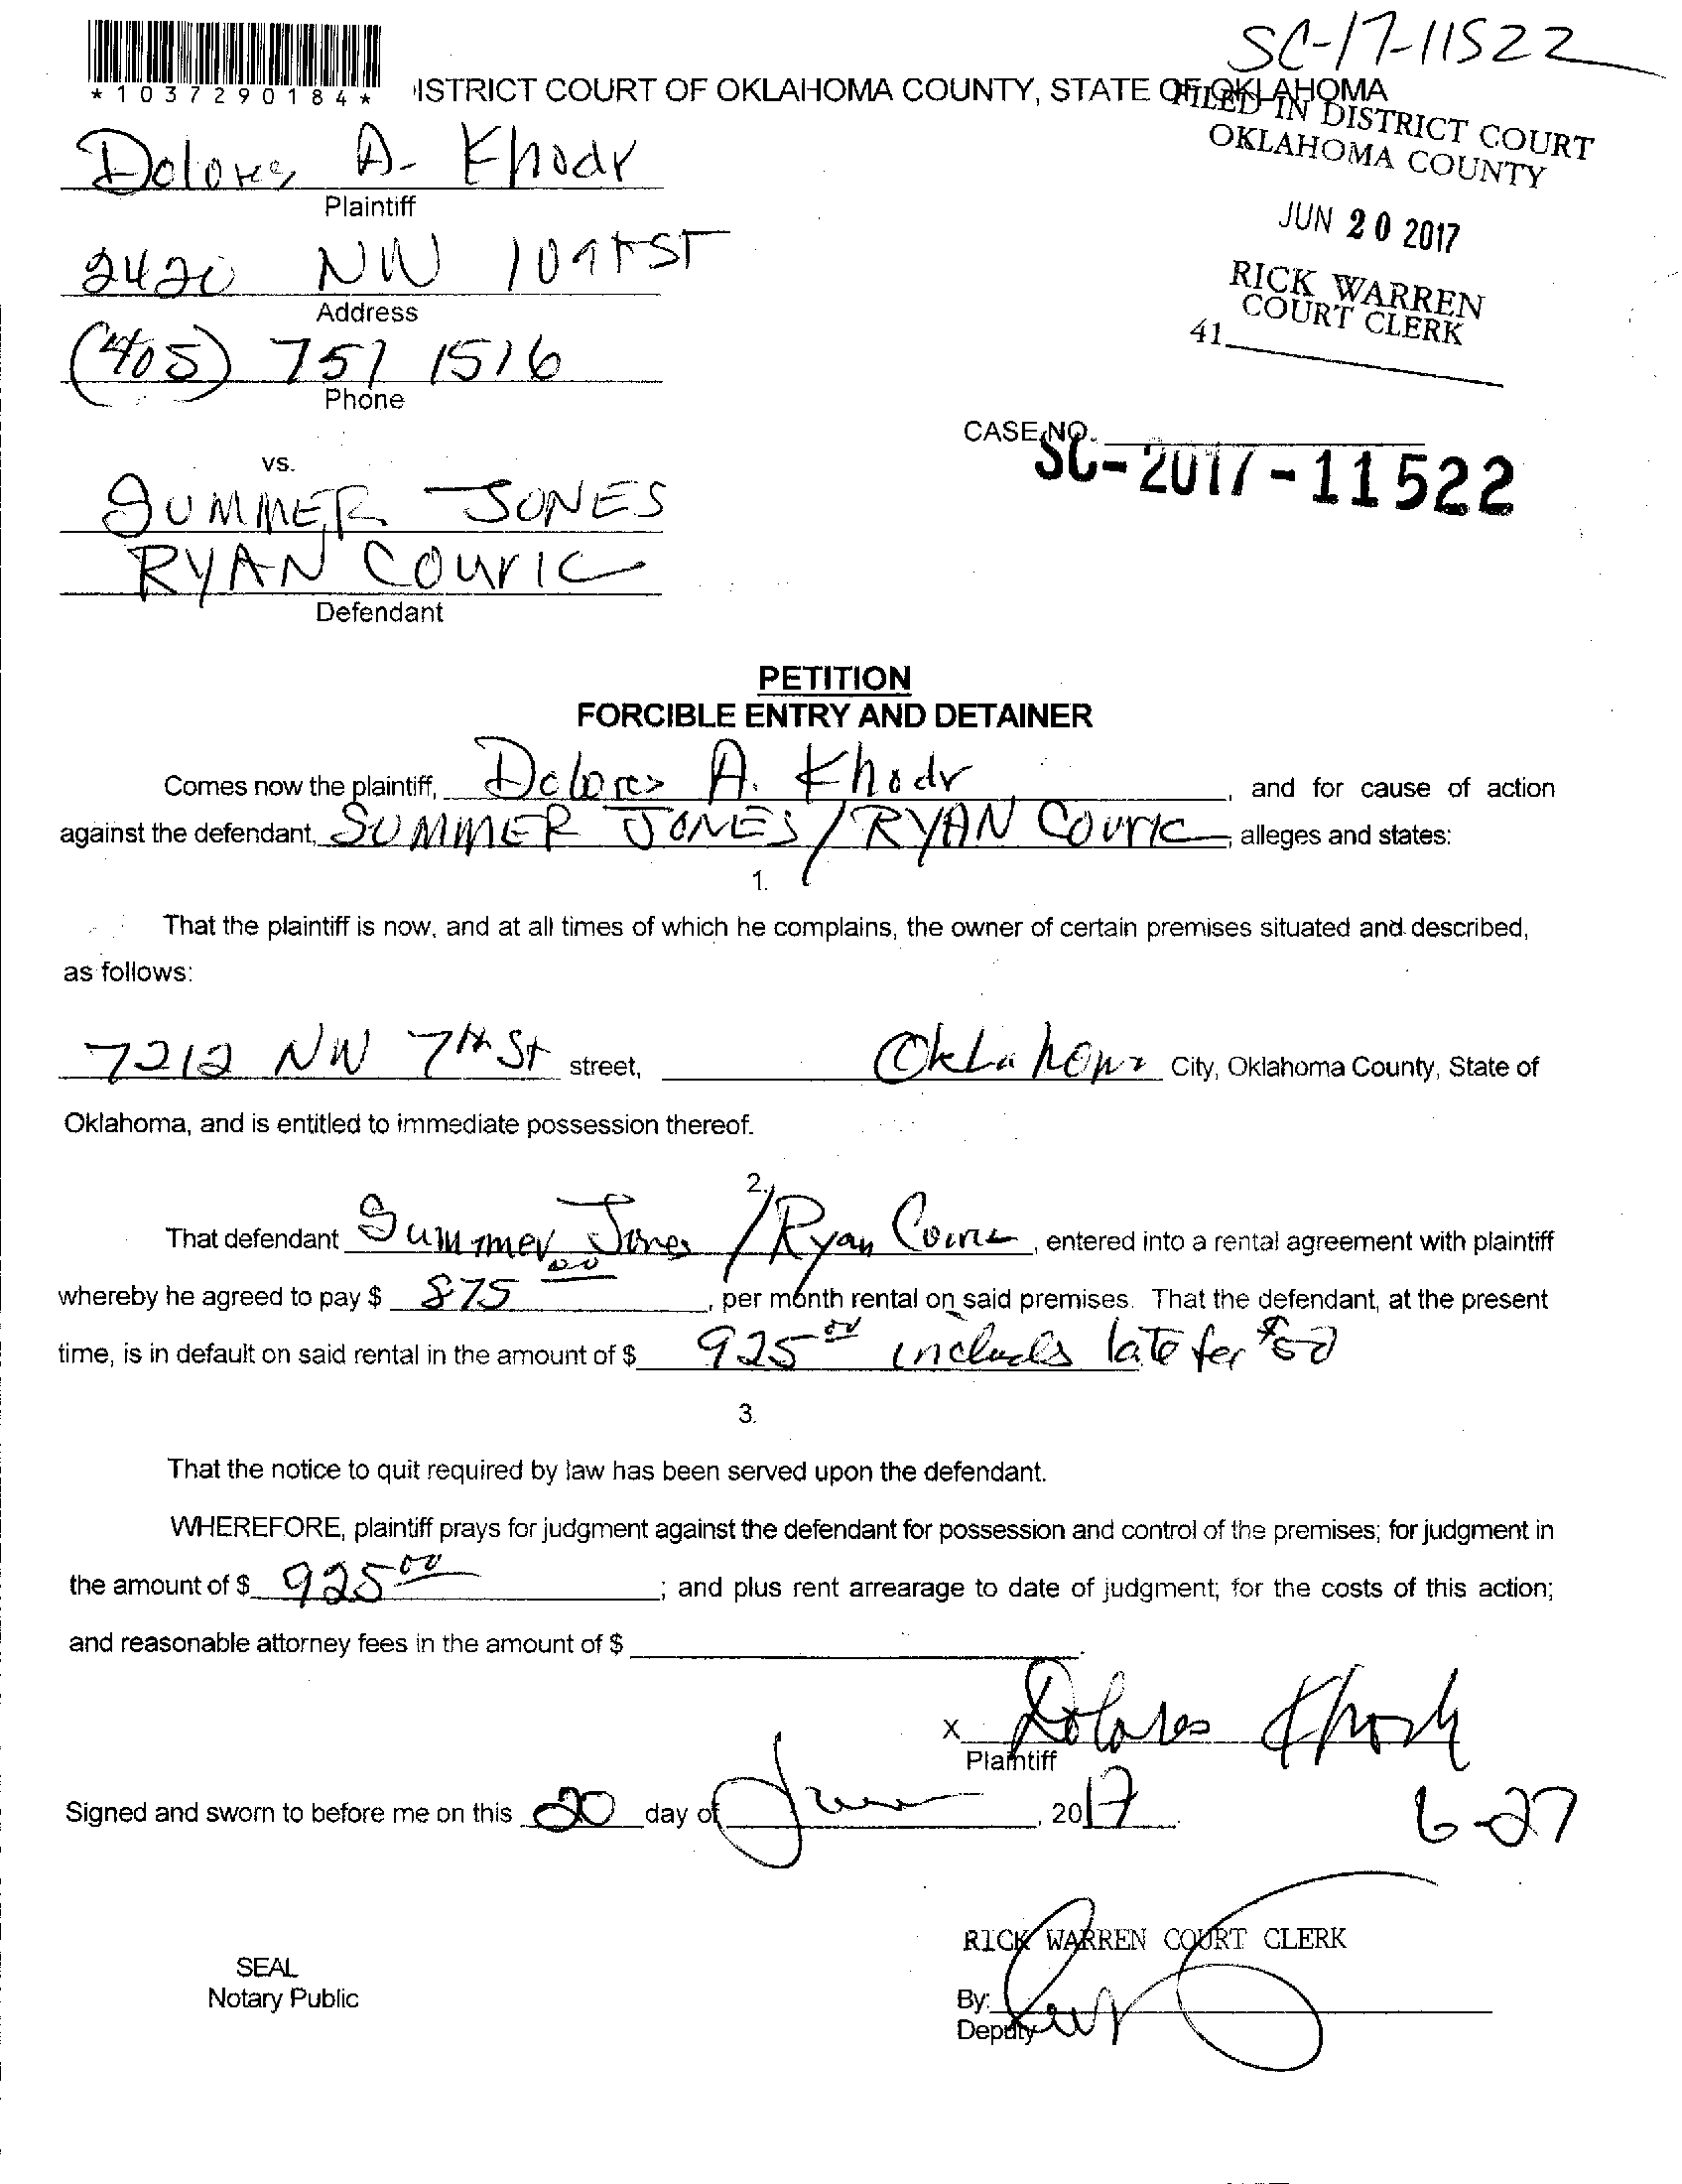 SC-17-11522
*1037290184*
ISTRICT COURT OF OKLAHOMA COUNTY, STATE OF OKLAHOMA
FILED IN DISTRICT COURT
OKLAHOMA COUNTY
JUN 20 2017
RICK WARREN
COURT CLERK
41
Dolores A. Khodr
Plaintiff
2420 NW 109th ST
Address
(405) 751 1516
Phone
CASE NO.
SC-2017-11522
vs.
SUMMER JONES
RYAN COURIC
Defendant
PETITION
FORCIBLE ENTRY AND DETAINER
Comes now the plaintiff, Dolores A. Khodr, and for cause of action
against the defendant, SUMMER JONES / RYAN COURIC, alleges and states:
1.
That the plaintiff is now, and at all times of which he complains, the owner of certain premises situated and described,
as follows:
7212 NW 7th St street, Oklahoma City, Oklahoma County, State of
Oklahoma, and is entitled to immediate possession thereof.
2.
That defendant Summer Jones / Ryan Couric, entered into a rental agreement with plaintiff
whereby he agreed to pay $ 875 00, per month rental on said premises. That the defendant, at the present
time, is in default on said rental in the amount of $ 925 00 includs late fee $50
3.
That the notice to quit required by law has been served upon the defendant.
WHEREFORE, plaintiff prays for judgment against the defendant for possession and control of the premises; for judgment in
the amount of $ 925 00; and plus rent arrearage to date of judgment; for the costs of this action;
and reasonable attorney fees in the amount of $
X Dolores Khodr
Plaintiff
Signed and sworn to before me on this 20 day of June, 2017.
6-27
RICK WARREN COURT CLERK
SEAL
Notary Public
By:
Deputy